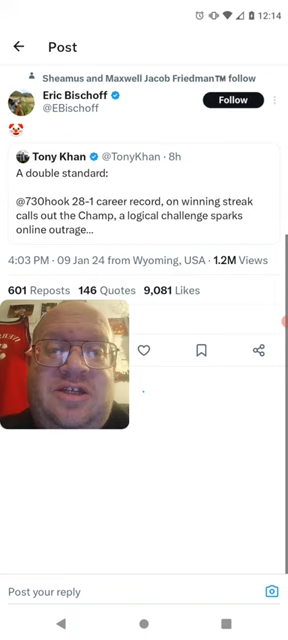 12:14
Post
Sheamus and Maxwell Jacob Friedman™ follow
Eric Bischoff
@EBischoff
Follow
🤡
Tony Khan @TonyKhan · 8h
A double standard:
@730hook 28-1 career record, on winning streak
calls out the Champ, a logical challenge sparks
online outrage...
4:03 PM · 09 Jan 24 from Wyoming, USA · 1.2M Views
601 Reposts 146 Quotes 9,081 Likes
Post your reply